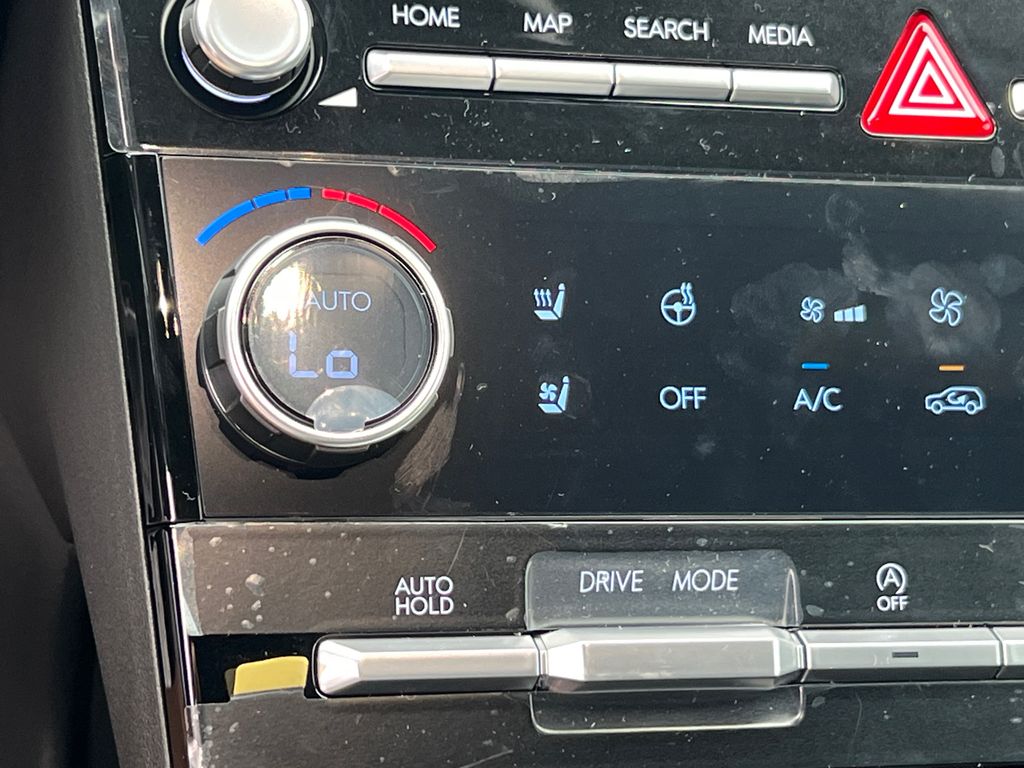 HOME MAP SEARCH MEDIA
AUTO
Lo
OFF A/C
AUTO
HOLD
DRIVE MODE
A
OFF